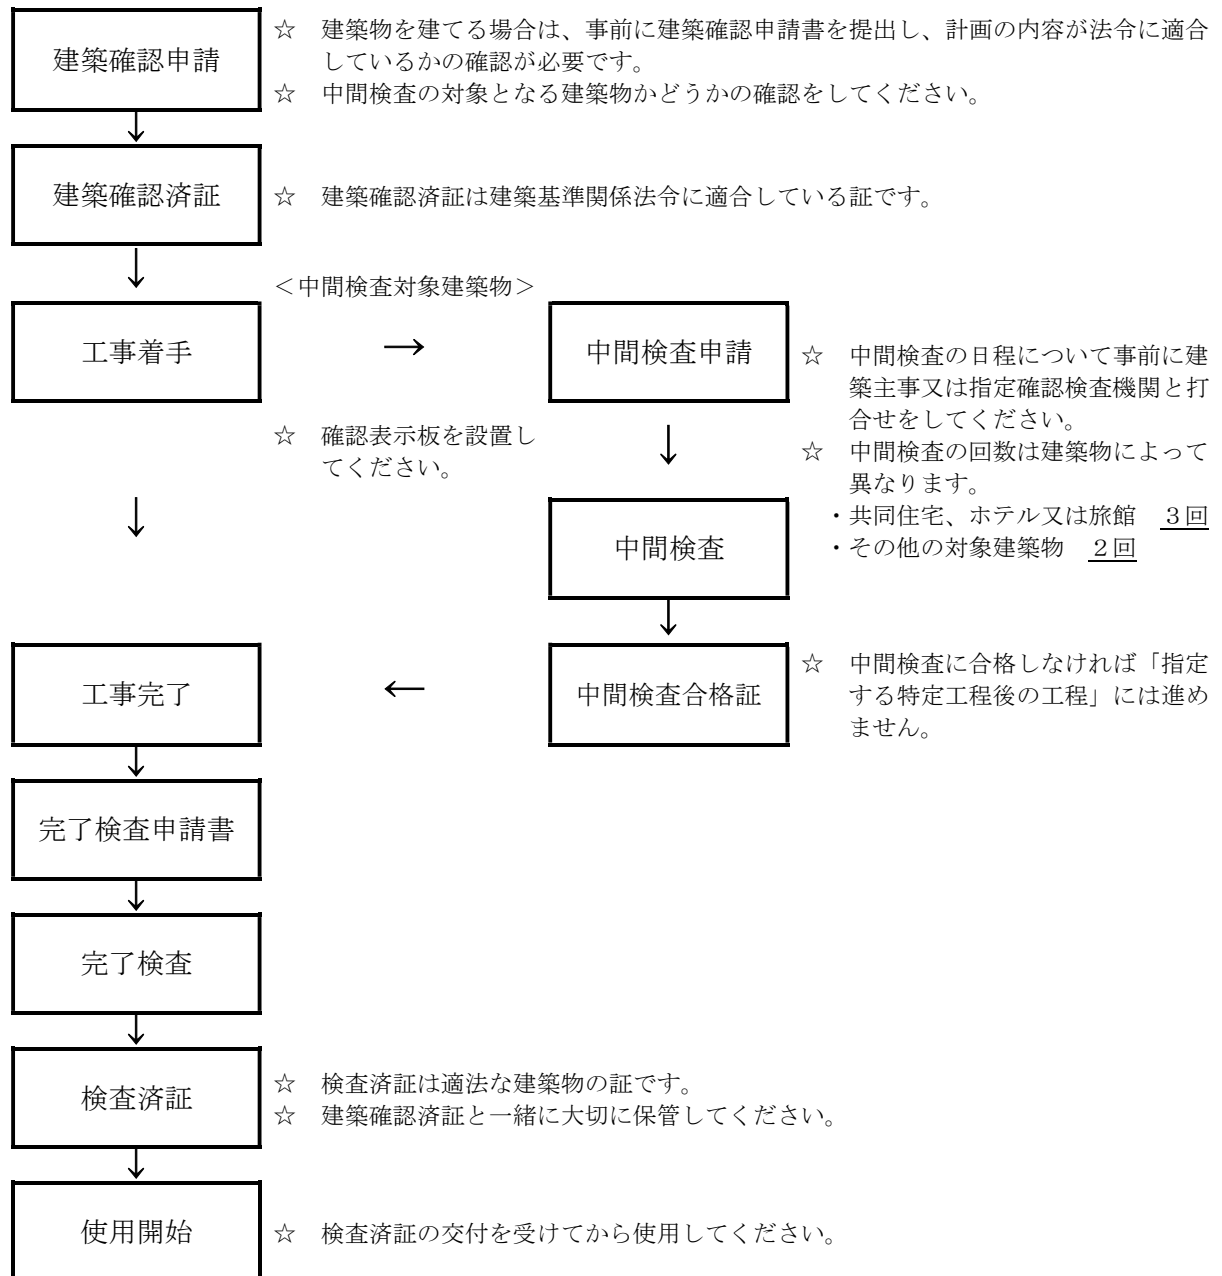 建築確認申請
☆　建築物を建てる場合は、事前に建築確認申請書を提出し、計画の内容が法令に適合
しているかの確認が必要です。
☆　中間検査の対象となる建築物かどうかの確認をしてください。
↓
建築確認済証
☆　建築確認済証は建築基準関係法令に適合している証です。
↓
＜中間検査対象建築物＞
工事着手
→
中間検査申請
☆　中間検査の日程について事前に建
築主事又は指定確認検査機関と打
合せをしてください。
☆　確認表示板を設置し
てください。
↓
☆　中間検査の回数は建築物によって
異なります。
・共同住宅、ホテル又は旅館　３回
・その他の対象建築物　２回
↓
中間検査
↓
工事完了
←
中間検査合格証
☆　中間検査に合格しなければ「指定
する特定工程後の工程」には進め
ません。
↓
完了検査申請書
↓
完了検査
↓
検査済証
☆　検査済証は適法な建築物の証です。
☆　建築確認済証と一緒に大切に保管してください。
↓
使用開始
☆　検査済証の交付を受けてから使用してください。